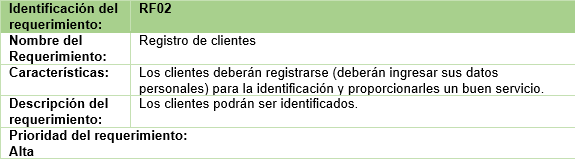 Identificación del RF02
requerimiento:
Nombre del Registro de clientes
Requerimiento:
Características: Los clientes deberán registrarse (deberán ingresar sus datos
personales) para la identificación y proporcionarles un buen servicio.
Descripción del Los clientes podrán ser identificados.
requerimiento:
Prioridad del requerimiento:
Alta